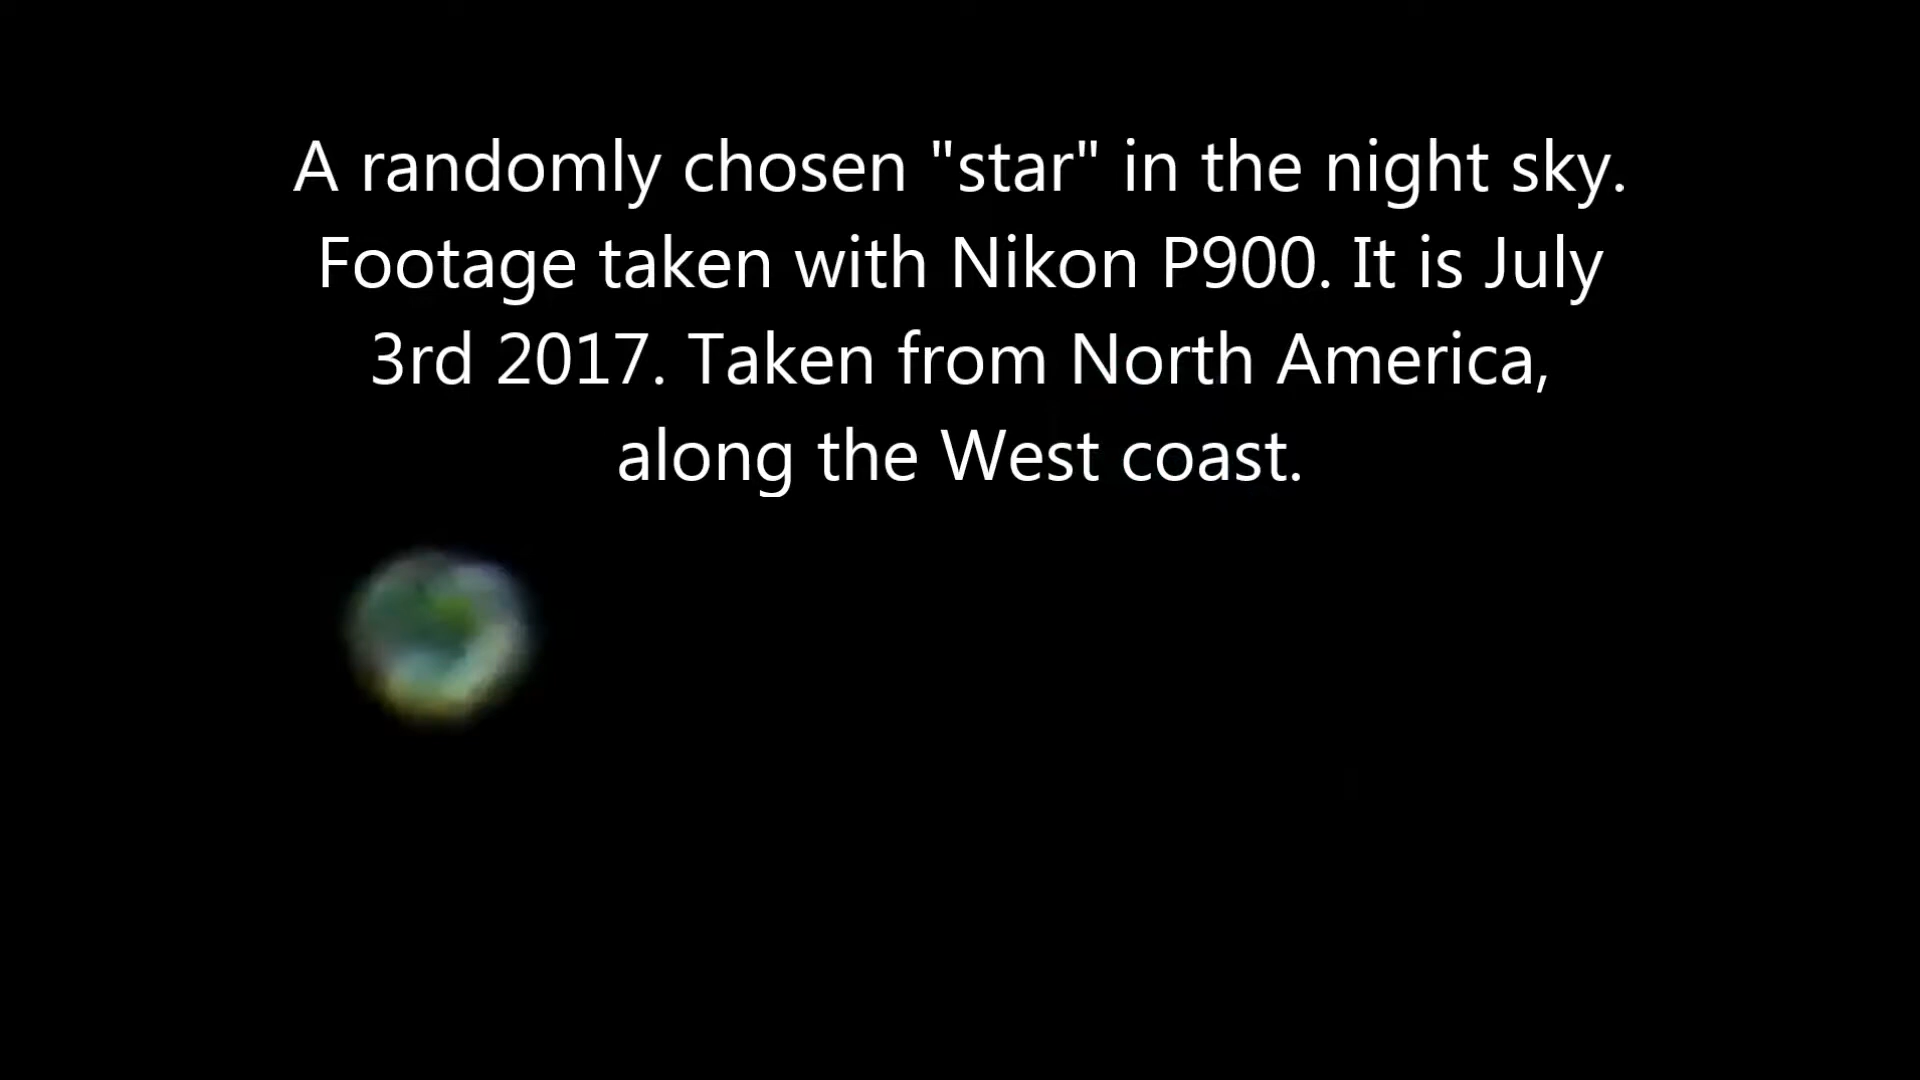 A randomly chosen "star" in the night sky.
Footage taken with Nikon P900. It is July
3rd 2017. Taken from North America,
along the West coast.